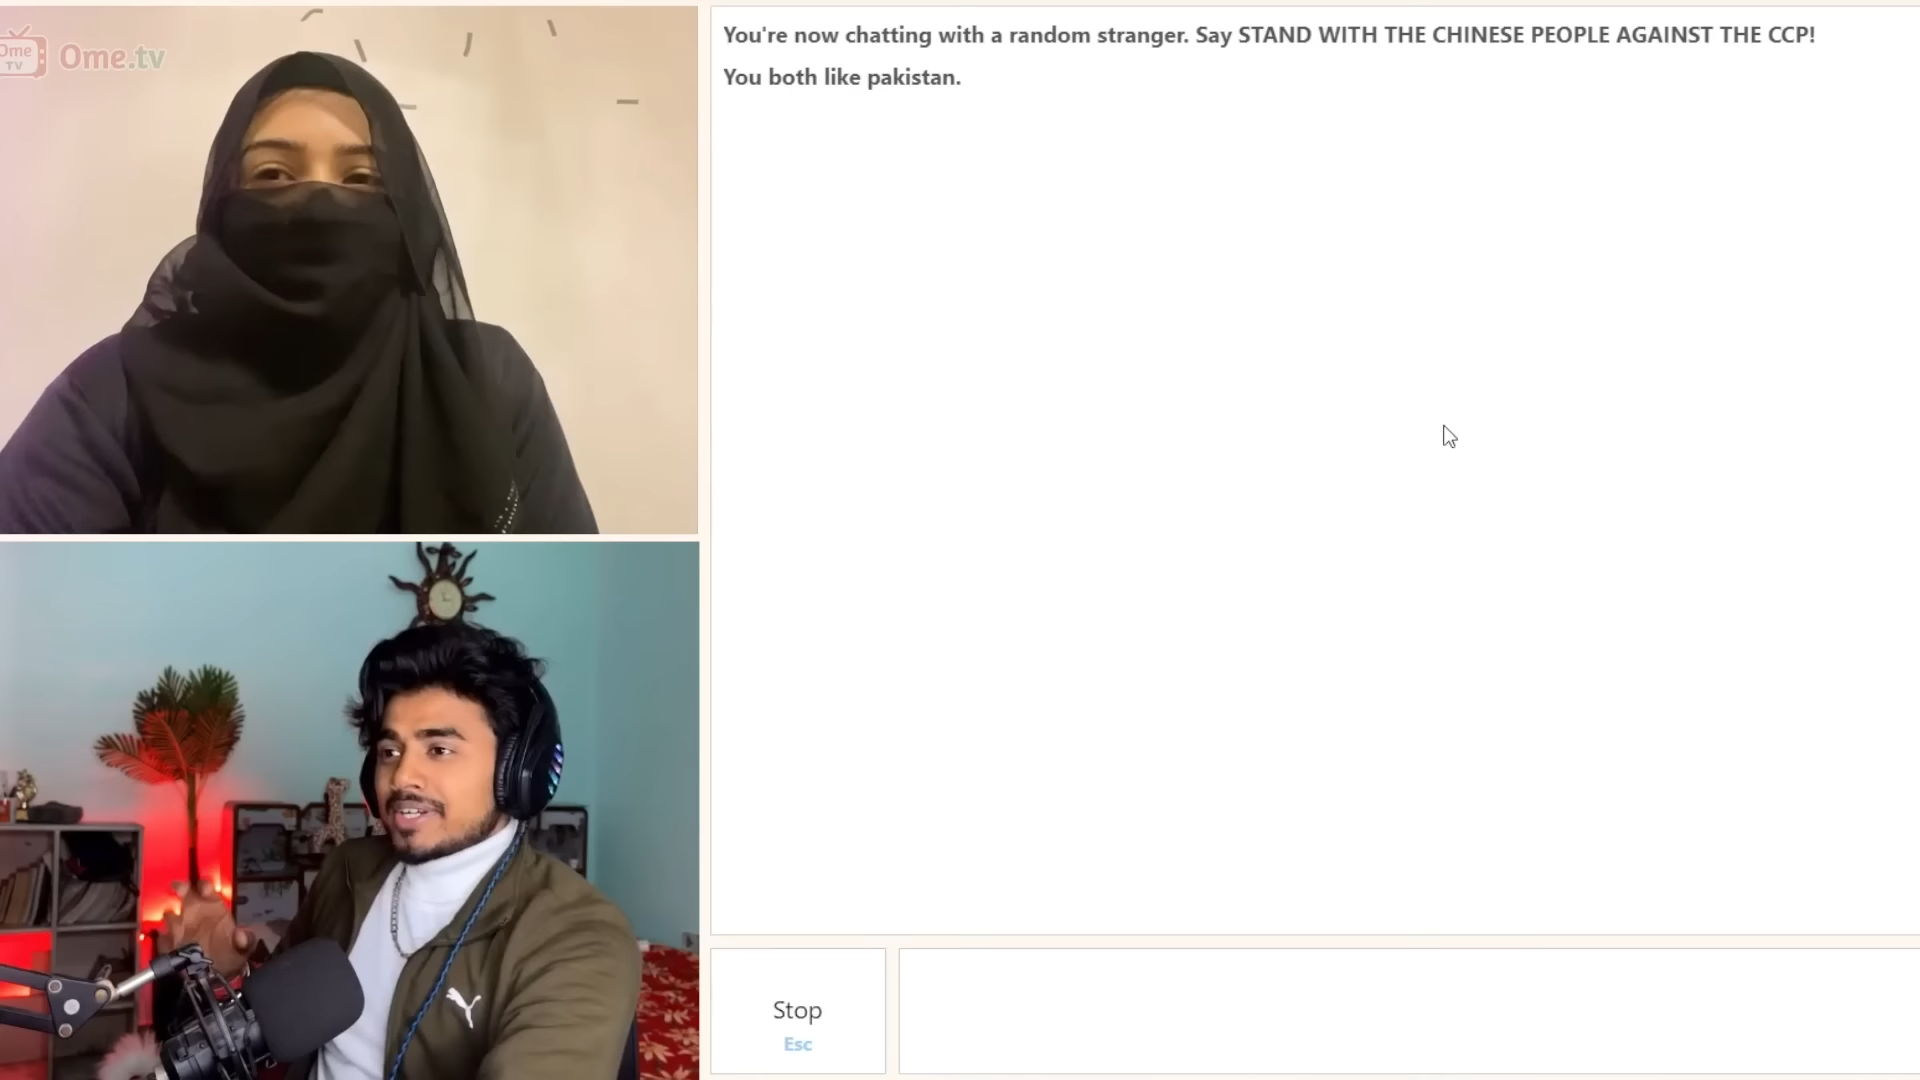 Ome
TV
Ome.tv
You're now chatting with a random stranger. Say STAND WITH THE CHINESE PEOPLE AGAINST THE CCP!
You both like pakistan.
Stop
Esc